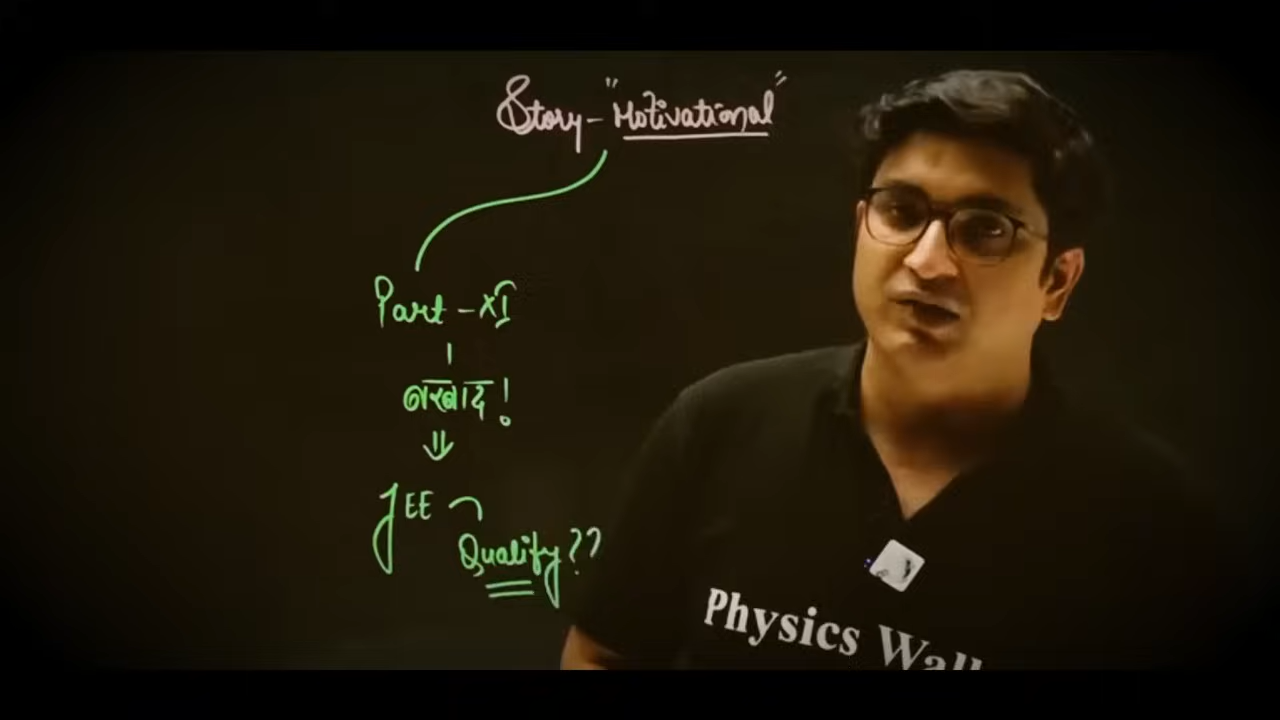 Story - "Motivational"
Part - XI
बरबाद!
JEE
Qualify??
Physics Wall